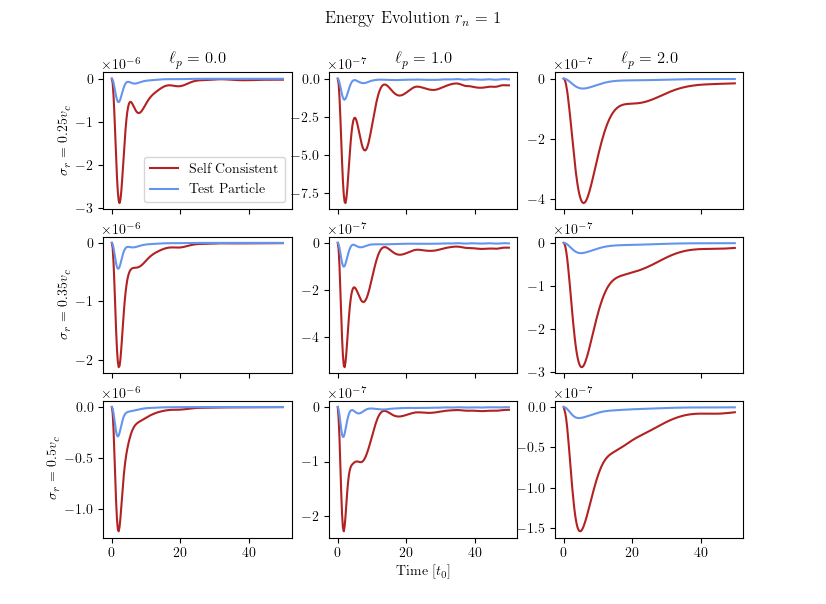 Energy Evolution $r_n = 1$
$\ell_p = 0.0$ $\ell_p = 1.0$ $\ell_p = 2.0$
×10⁻⁶ ×10⁻⁷ ×10⁻⁷
$\sigma_r = 0.25v_c$
0
−1
−2
−3
Self Consistent
Test Particle
0.0
−2.5
−5.0
−7.5
0
−2
−4
×10⁻⁶ ×10⁻⁷ ×10⁻⁷
$\sigma_r = 0.35v_c$
0
−1
−2
0
−2
−4
0
−1
−2
−3
×10⁻⁶ ×10⁻⁷ ×10⁻⁷
$\sigma_r = 0.5v_c$
0.0
−0.5
−1.0
0
−1
−2
0.0
−0.5
−1.0
−1.5
0 20 40 0 20 40 0 20 40
Time [$t_0$]